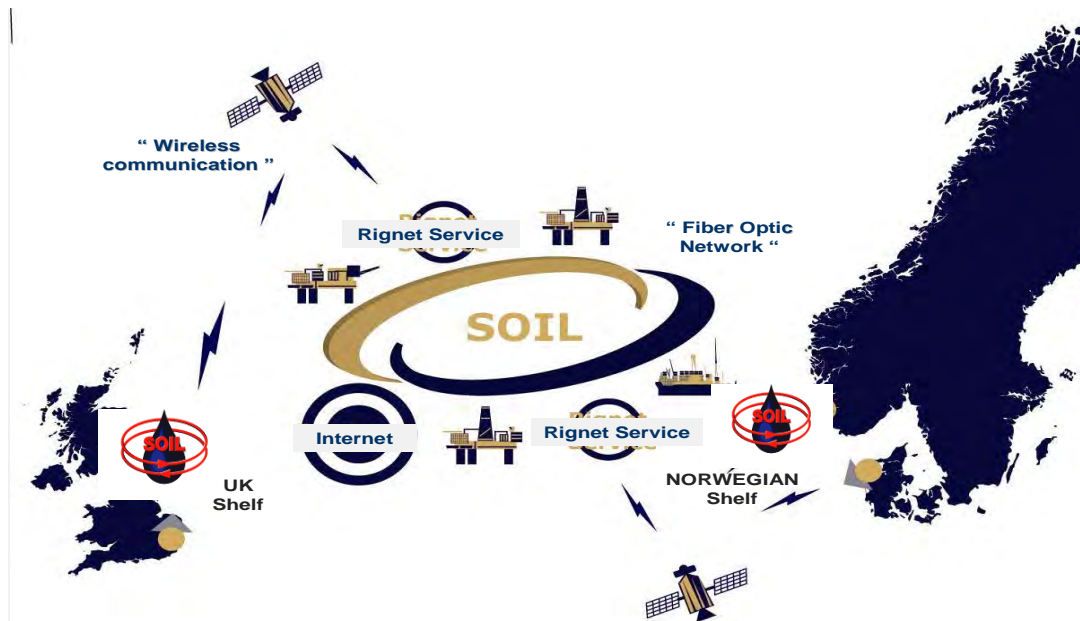 “ Wireless
communication ”
Rignet Service
“ Fiber Optic
Network “
SOIL
Internet
Rignet Service
SOIL
UK
Shelf
SOIL
NORWEGIAN
Shelf